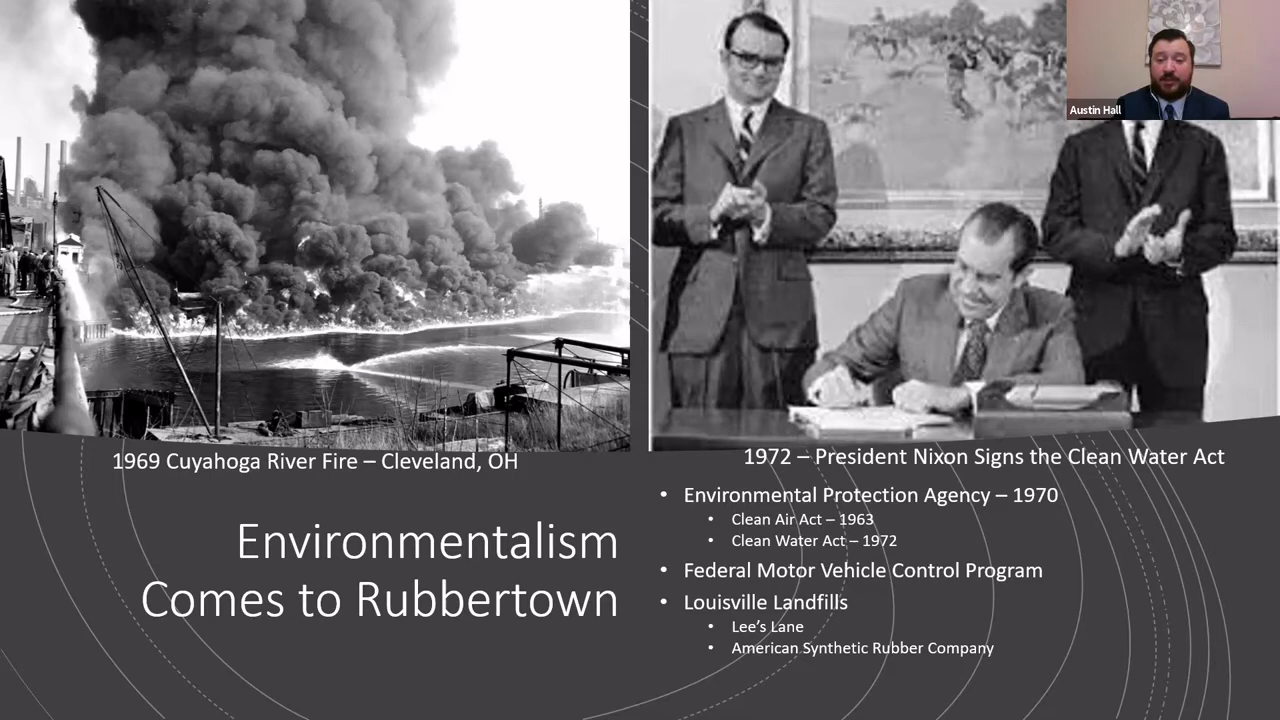 Austin Hall
1969 Cuyahoga River Fire – Cleveland, OH
1972 – President Nixon Signs the Clean Water Act
Environmentalism
Comes to Rubbertown
• Environmental Protection Agency – 1970
• Clean Air Act – 1963
• Clean Water Act – 1972
• Federal Motor Vehicle Control Program
• Louisville Landfills
• Lee's Lane
• American Synthetic Rubber Company